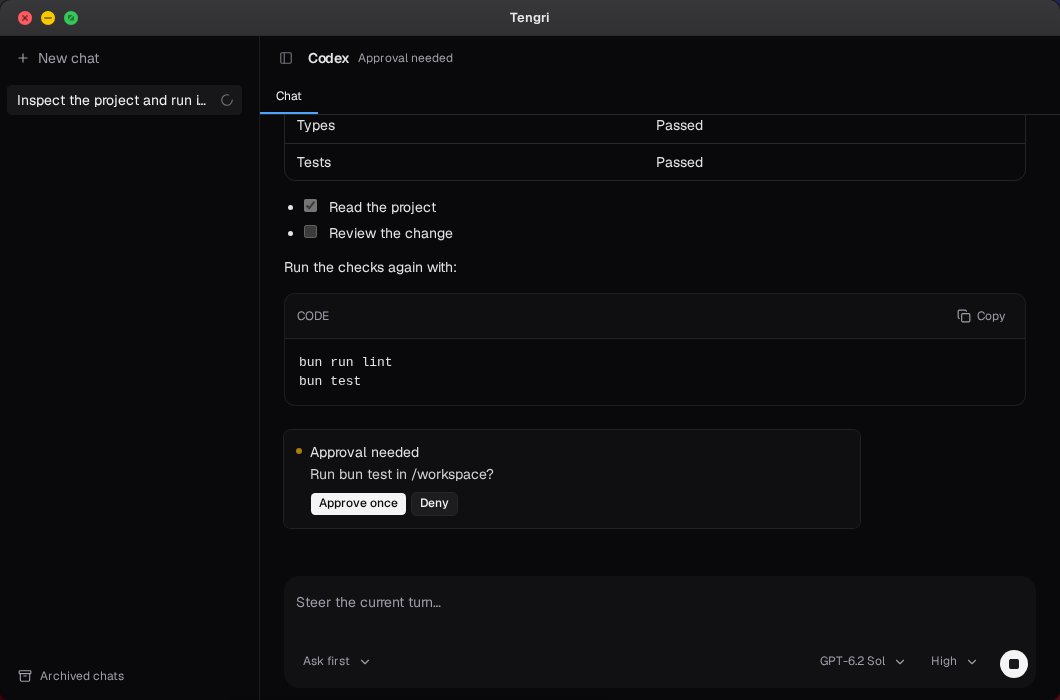 Tengri
New chat
Inspect the project and run i...
Codex Approval needed
Chat
Types Passed
Tests Passed
Read the project
Review the change
Run the checks again with:
CODE Copy
bun run lint
bun test
Approval needed
Run bun test in /workspace?
Approve once Deny
Steer the current turn...
Ask first GPT-6.2 Sol High
Archived chats